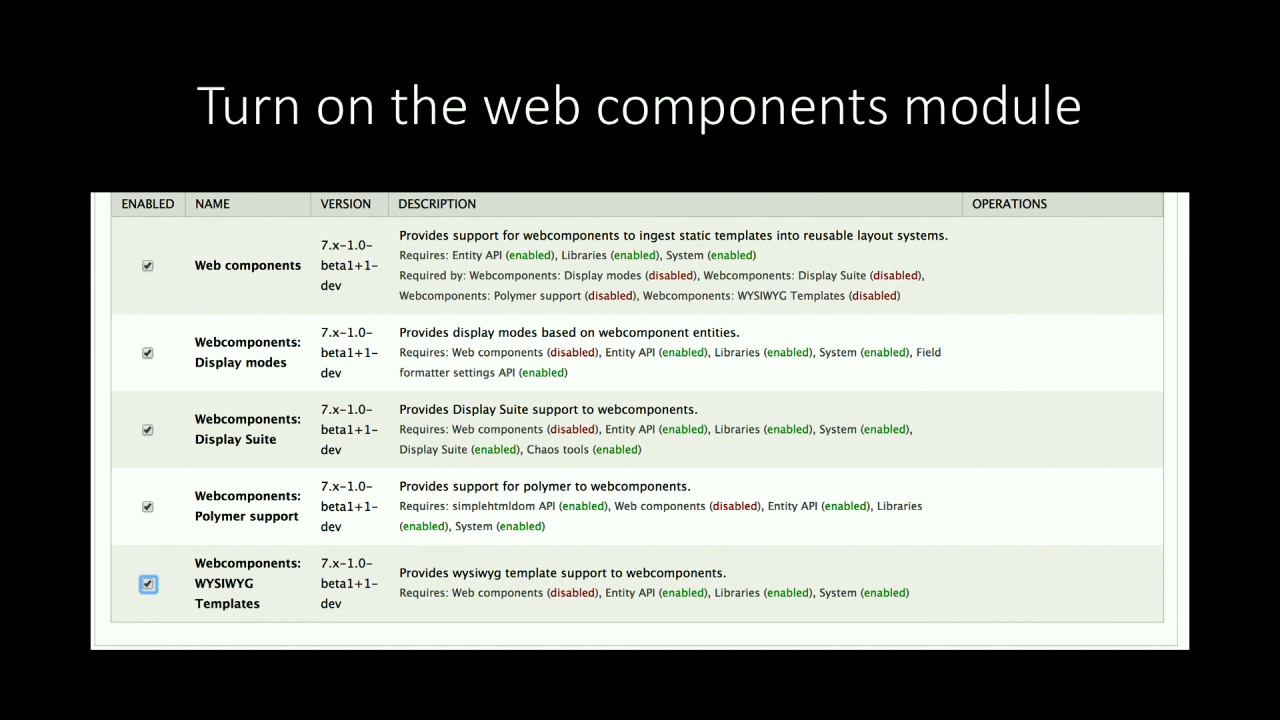 Turn on the web components module
ENABLED NAME VERSION DESCRIPTION OPERATIONS
Web components
7.x-1.0-
beta1+1-
dev
Provides support for webcomponents to ingest static templates into reusable layout systems.
Requires: Entity API (enabled), Libraries (enabled), System (enabled)
Required by: Webcomponents: Display modes (disabled), Webcomponents: Display Suite (disabled),
Webcomponents: Polymer support (disabled), Webcomponents: WYSIWYG Templates (disabled)
Webcomponents:
Display modes
7.x-1.0-
beta1+1-
dev
Provides display modes based on webcomponent entities.
Requires: Web components (disabled), Entity API (enabled), Libraries (enabled), System (enabled), Field
formatter settings API (enabled)
Webcomponents:
Display Suite
7.x-1.0-
beta1+1-
dev
Provides Display Suite support to webcomponents.
Requires: Web components (disabled), Entity API (enabled), Libraries (enabled), System (enabled),
Display Suite (enabled), Chaos tools (enabled)
Webcomponents:
Polymer support
7.x-1.0-
beta1+1-
dev
Provides support for polymer to webcomponents.
Requires: simplehtmldom API (enabled), Web components (disabled), Entity API (enabled), Libraries
(enabled), System (enabled)
Webcomponents:
WYSIWYG
Templates
7.x-1.0-
beta1+1-
dev
Provides wysiwyg template support to webcomponents.
Requires: Web components (disabled), Entity API (enabled), Libraries (enabled), System (enabled)